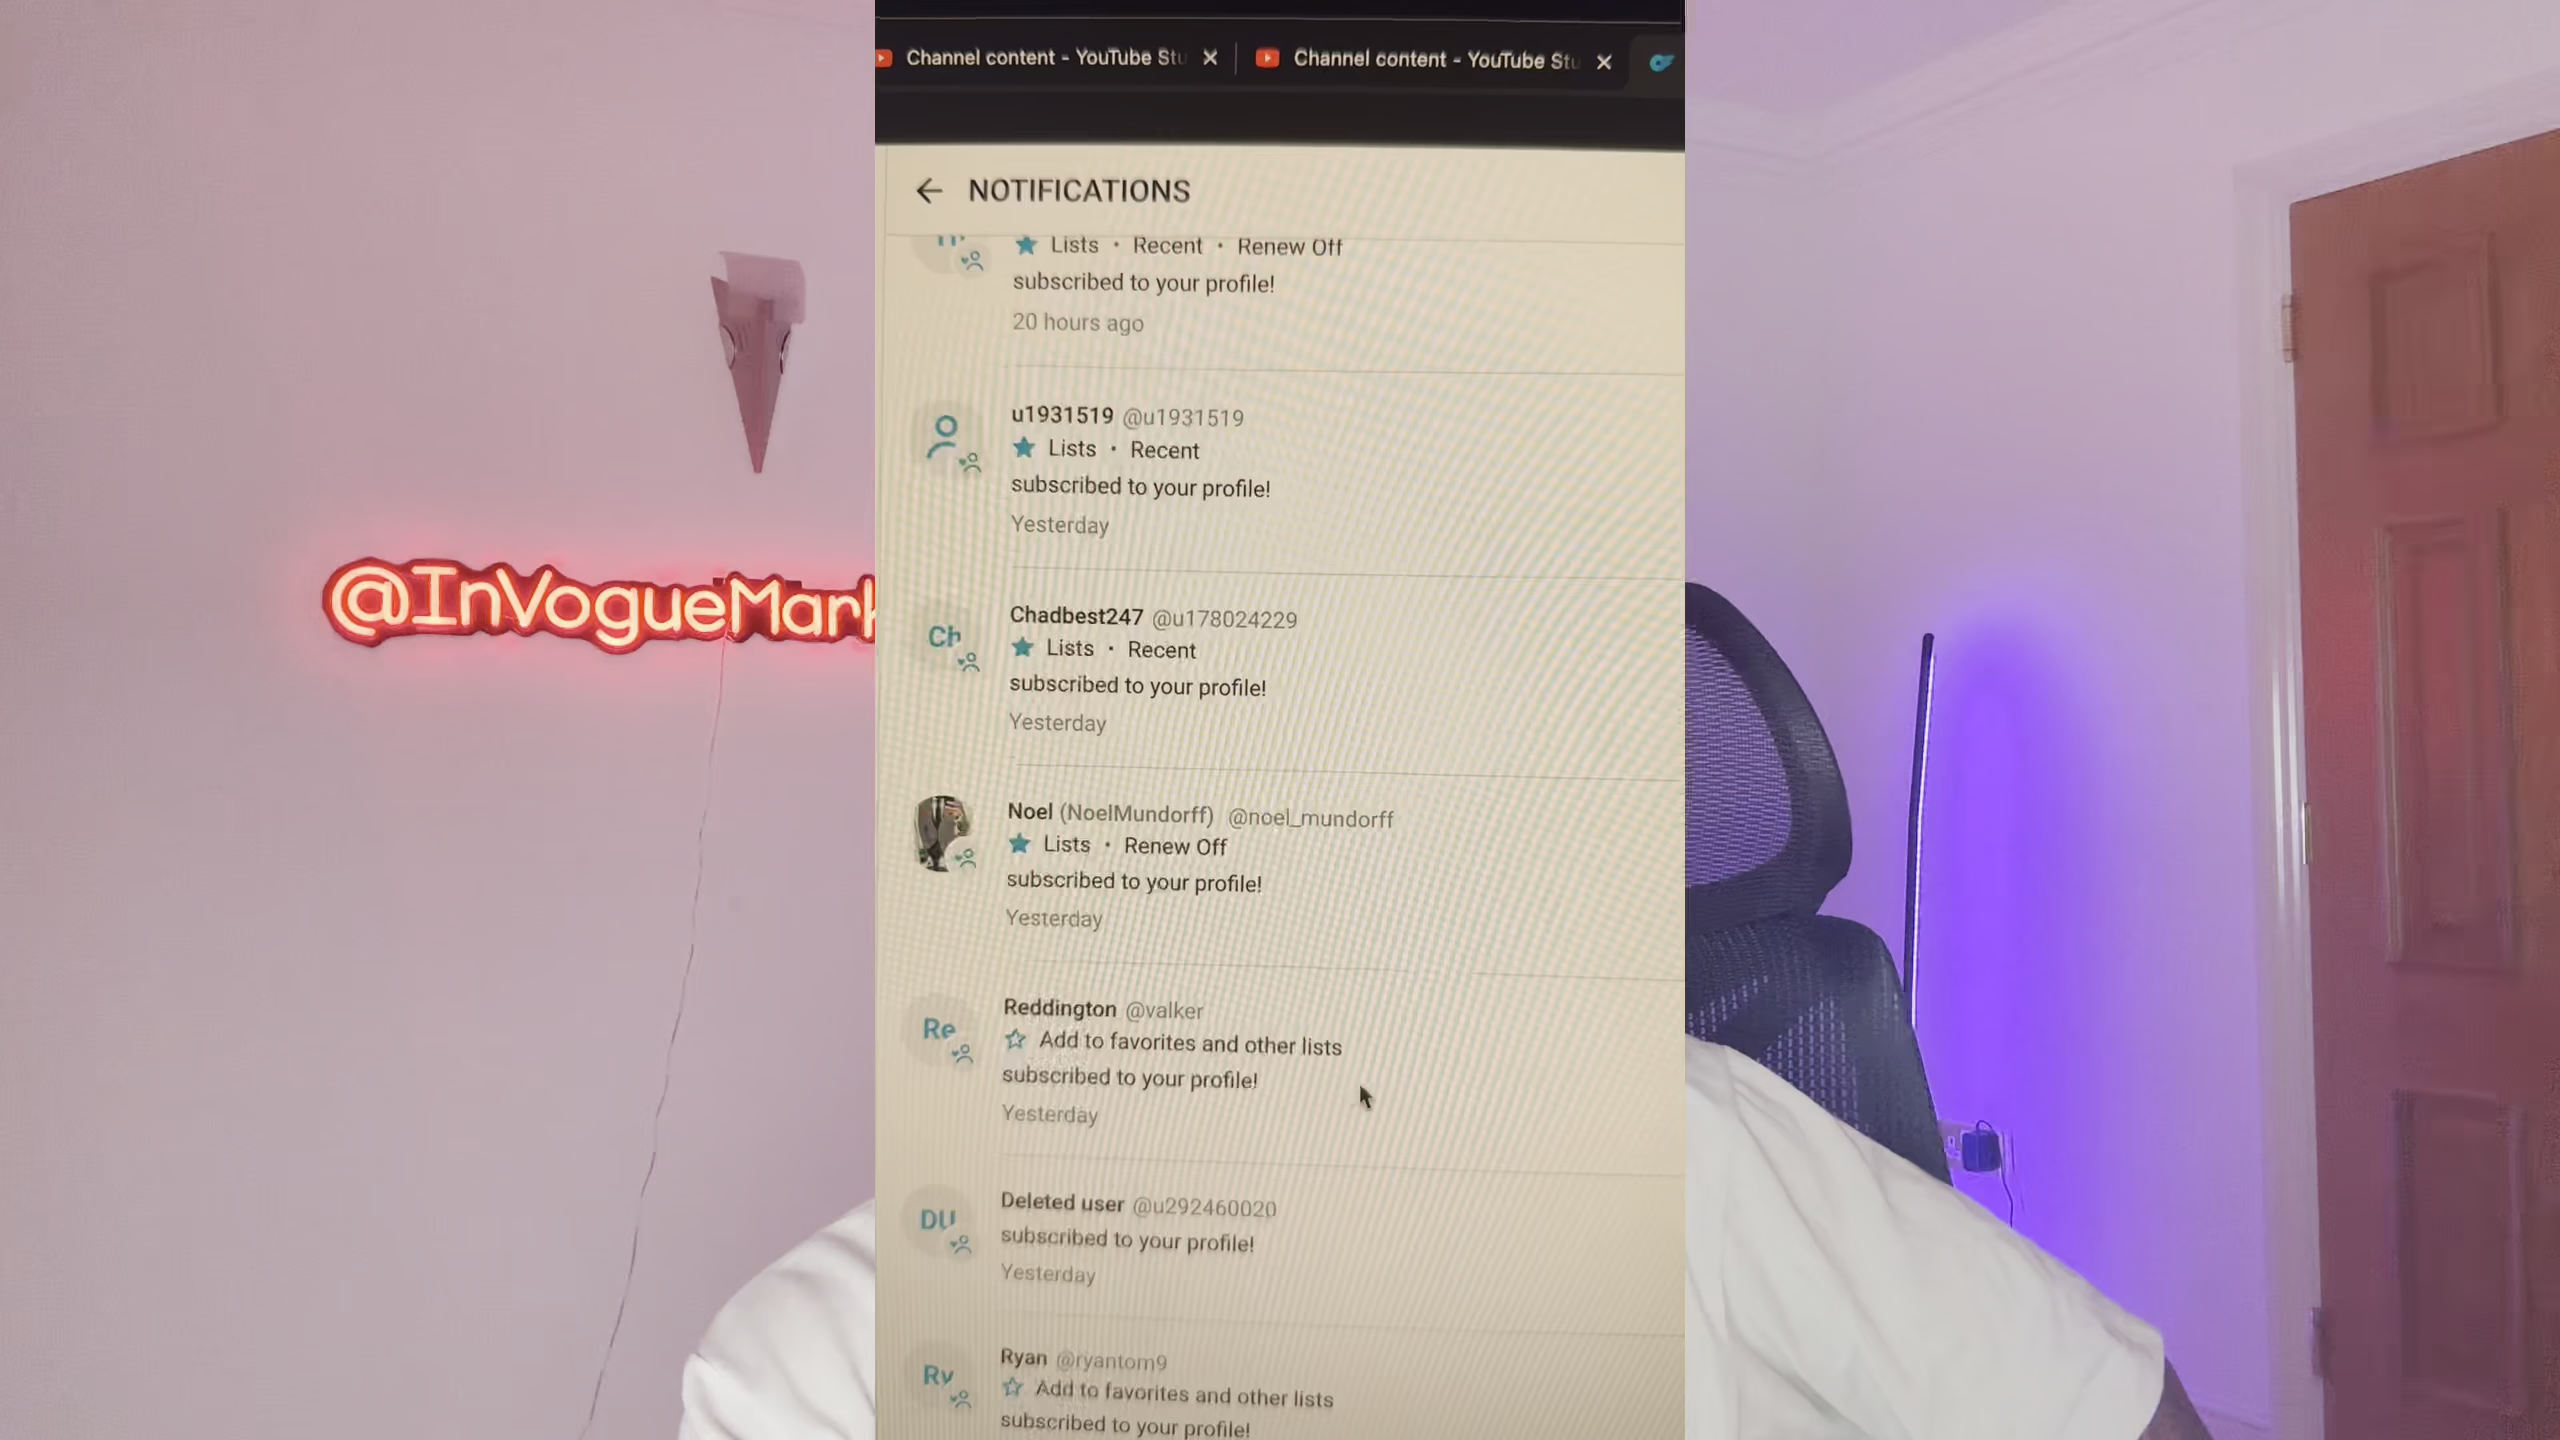 @InVogueMark
Channel content - YouTube Stu
Channel content - YouTube Stu
NOTIFICATIONS
Lists • Recent • Renew Off
subscribed to your profile!
20 hours ago
u1931519 @u1931519
Lists • Recent
subscribed to your profile!
Yesterday
Ch
Chadbest247 @u178024229
Lists • Recent
subscribed to your profile!
Yesterday
Noel (NoelMundorff) @noel_mundorff
Lists • Renew Off
subscribed to your profile!
Yesterday
Re
Reddington @valker
Add to favorites and other lists
subscribed to your profile!
Yesterday
DU
Deleted user @u292460020
subscribed to your profile!
Yesterday
Ry
Ryan @ryantom9
Add to favorites and other lists
subscribed to your profile!